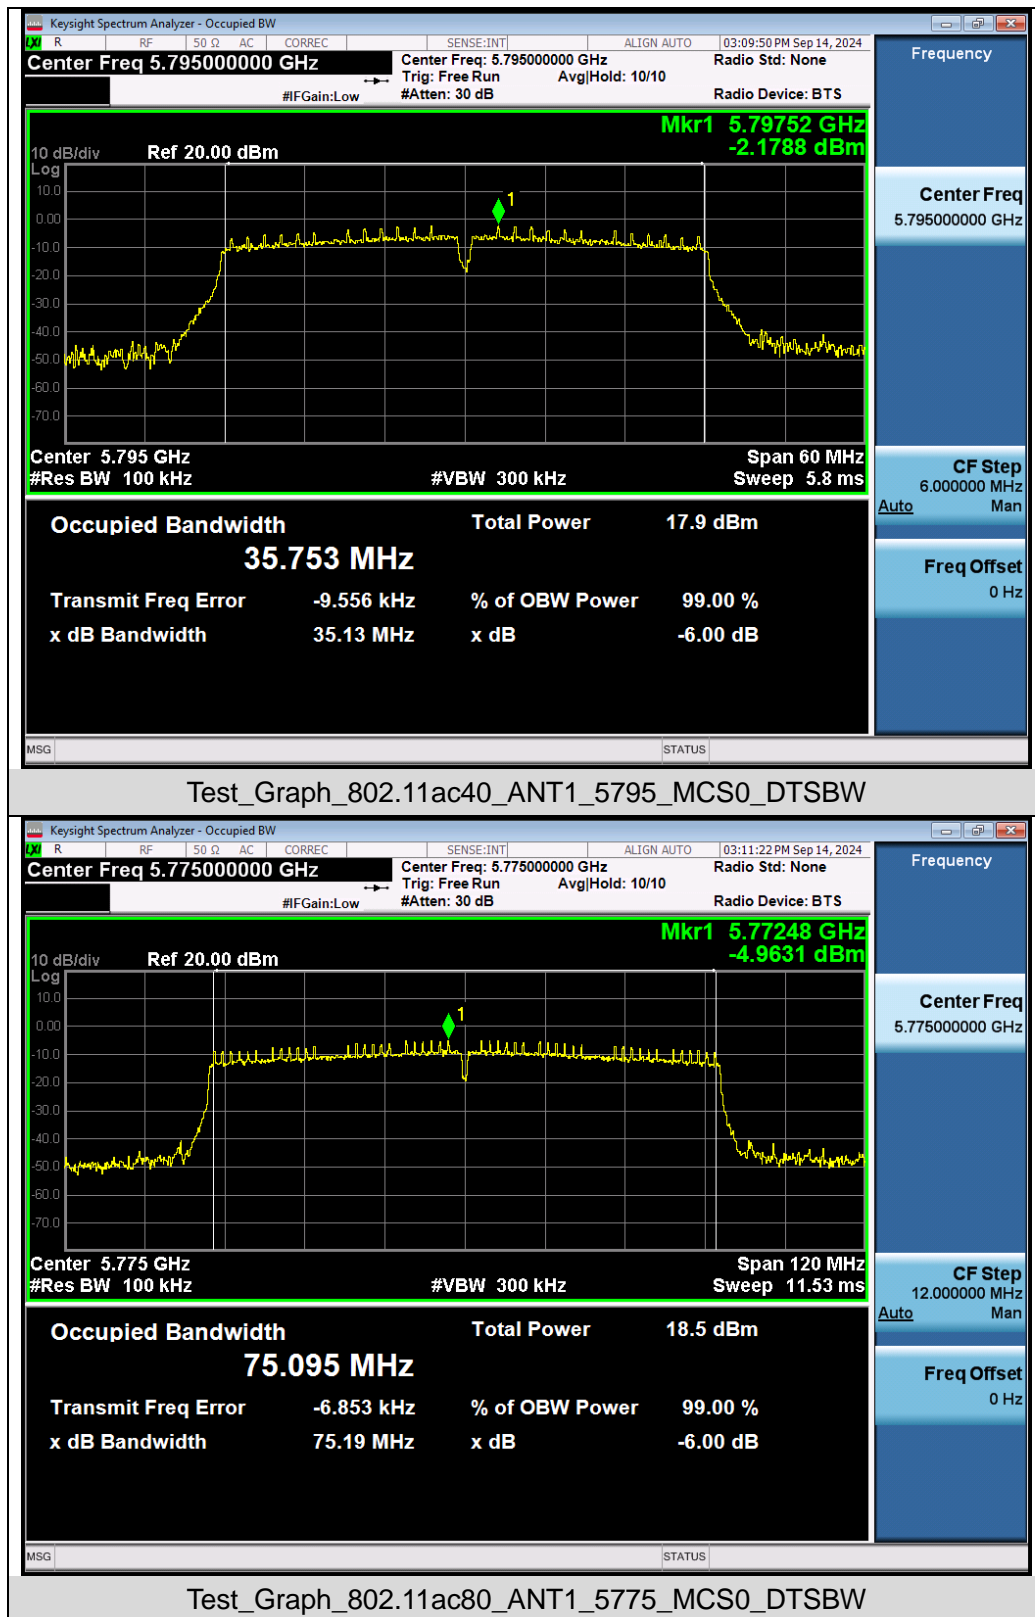 Keysight Spectrum Analyzer - Occupied BW
LXI R RF 50 Ω AC CORREC SENSE:INT ALIGN AUTO 03:09:50 PM Sep 14, 2024
Center Freq 5.795000000 GHz
Center Freq: 5.795000000 GHz Radio Std: None
Trig: Free Run Avg|Hold: 10/10
#IFGain:Low #Atten: 30 dB Radio Device: BTS
Mkr1 5.79752 GHz
10 dB/div Ref 20.00 dBm -2.1788 dBm
Log
10.0
0.00
-10.0
-20.0
-30.0
-40.0
-50.0
-60.0
-70.0
1
Center 5.795 GHz Span 60 MHz
#Res BW 100 kHz #VBW 300 kHz Sweep 5.8 ms
Occupied Bandwidth Total Power 17.9 dBm
35.753 MHz
Transmit Freq Error -9.556 kHz % of OBW Power 99.00 %
x dB Bandwidth 35.13 MHz x dB -6.00 dB
MSG STATUS
Frequency
Center Freq
5.795000000 GHz
CF Step
6.000000 MHz
Auto Man
Freq Offset
0 Hz
Test_Graph_802.11ac40_ANT1_5795_MCS0_DTSBW
Keysight Spectrum Analyzer - Occupied BW
LXI R RF 50 Ω AC CORREC SENSE:INT ALIGN AUTO 03:11:22 PM Sep 14, 2024
Center Freq 5.775000000 GHz
Center Freq: 5.775000000 GHz Radio Std: None
Trig: Free Run Avg|Hold: 10/10
#IFGain:Low #Atten: 30 dB Radio Device: BTS
Mkr1 5.77248 GHz
10 dB/div Ref 20.00 dBm -4.9631 dBm
Log
10.0
0.00
-10.0
-20.0
-30.0
-40.0
-50.0
-60.0
-70.0
1
Center 5.775 GHz Span 120 MHz
#Res BW 100 kHz #VBW 300 kHz Sweep 11.53 ms
Occupied Bandwidth Total Power 18.5 dBm
75.095 MHz
Transmit Freq Error -6.853 kHz % of OBW Power 99.00 %
x dB Bandwidth 75.19 MHz x dB -6.00 dB
MSG STATUS
Frequency
Center Freq
5.775000000 GHz
CF Step
12.000000 MHz
Auto Man
Freq Offset
0 Hz
Test_Graph_802.11ac80_ANT1_5775_MCS0_DTSBW